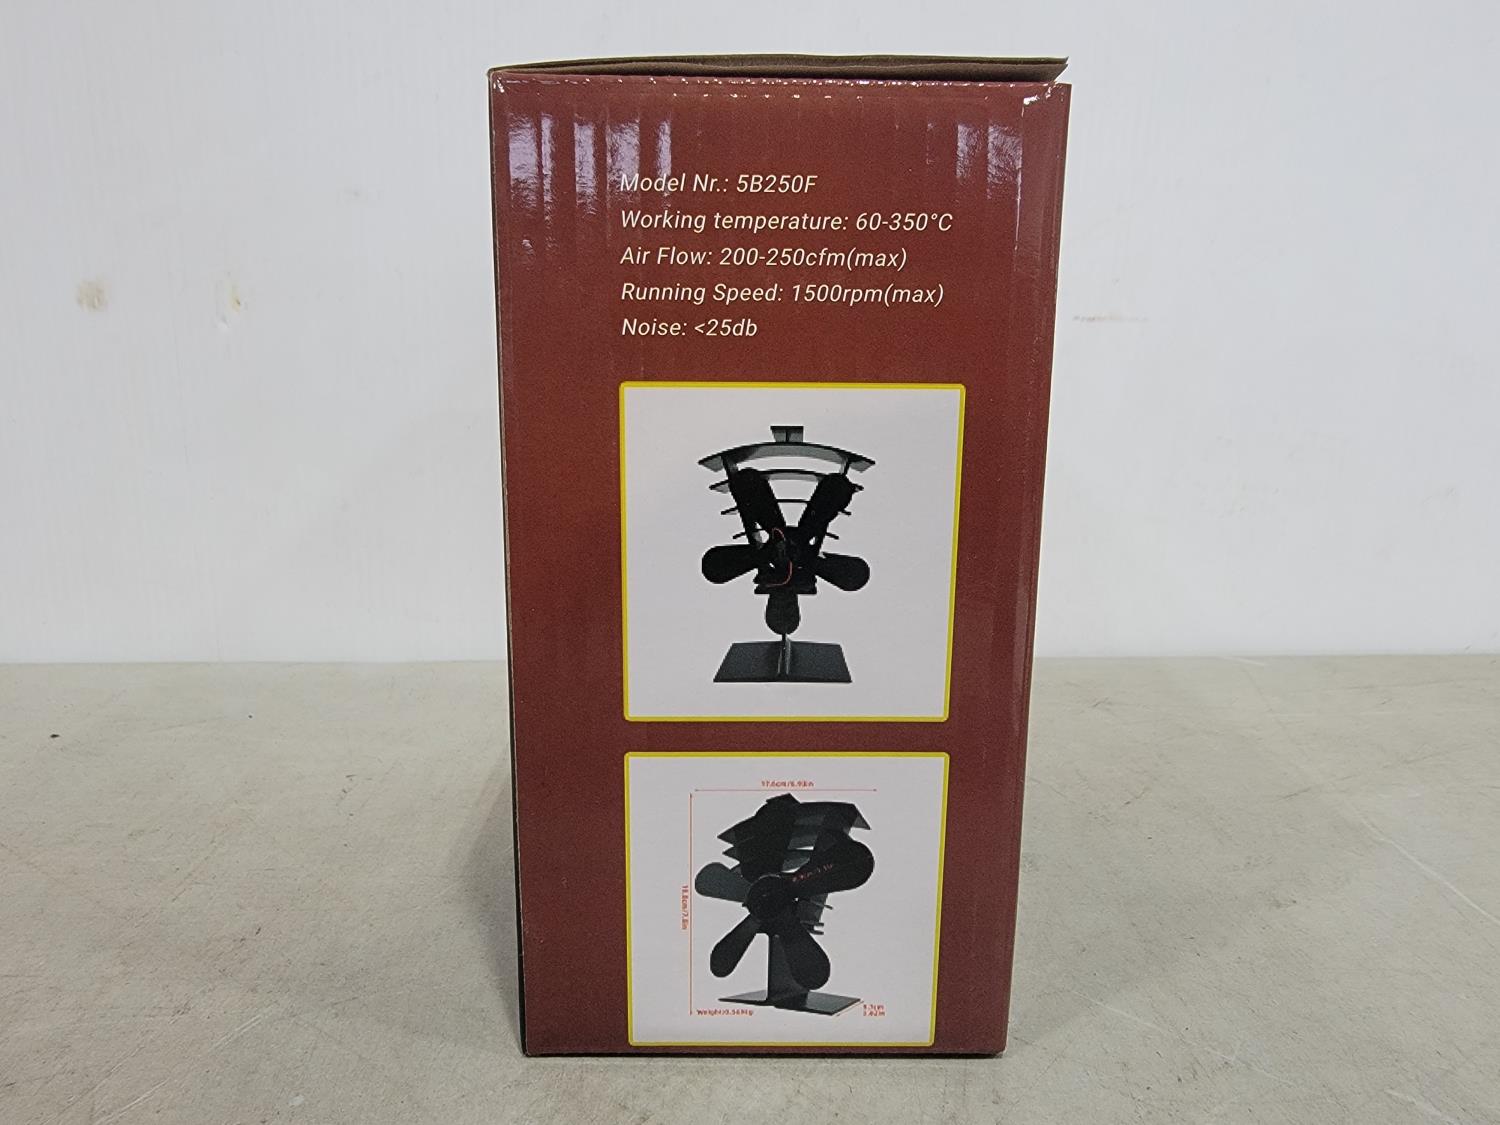 Model Nr.: 5B250F
Working temperature: 60-350°C
Air Flow: 200-250cfm(max)
Running Speed: 1500rpm(max)
Noise: <25db